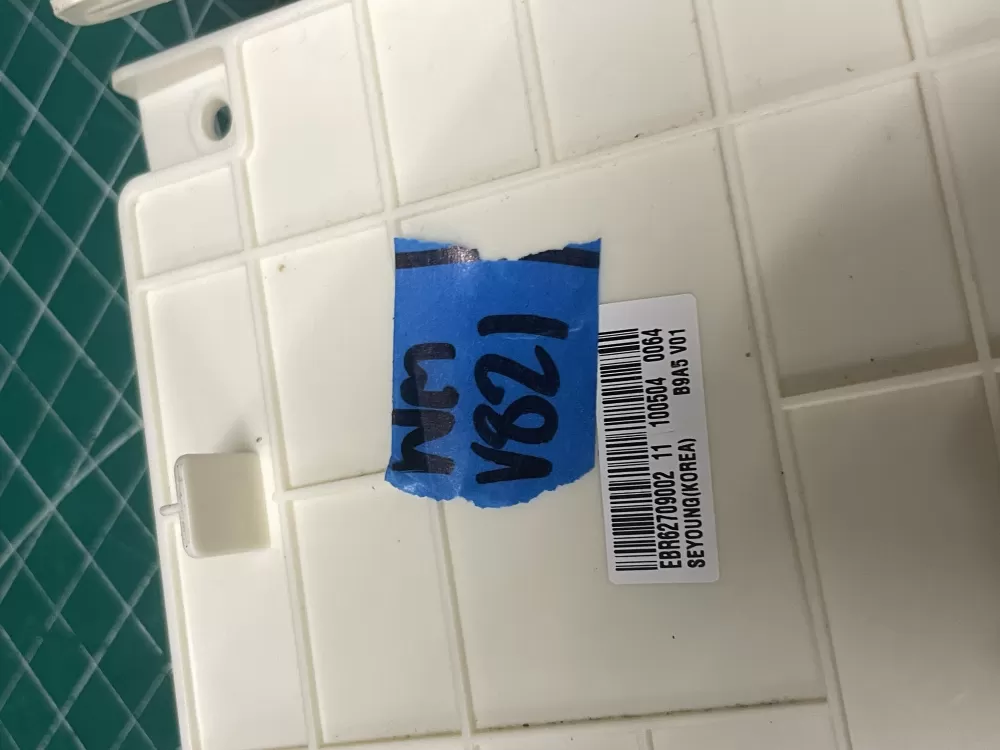 WM
V821
EBR62709002 11 100504 0064
SEYOUNG(KOREA) B9A5 V01